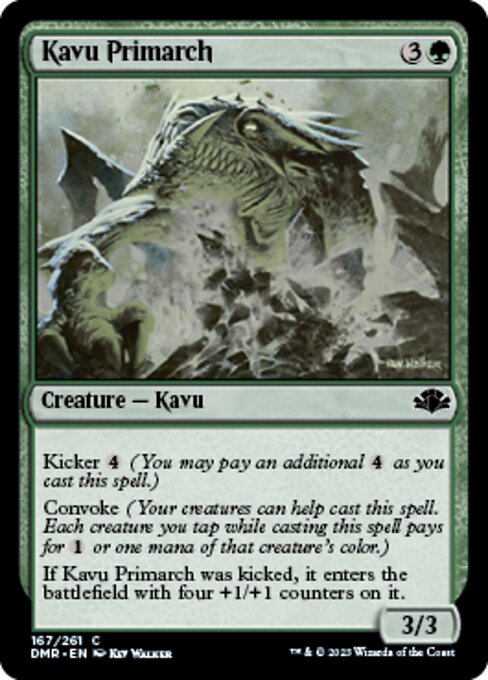 Kavu Primarch 3
KEV WALKER
Creature — Kavu
Kicker 4 (You may pay an additional 4 as you
cast this spell.)
Convoke (Your creatures can help cast this spell.
Each creature you tap while casting this spell pays
for 1 or one mana of that creature's color.)
If Kavu Primarch was kicked, it enters the
battlefield with four +1/+1 counters on it.
3/3
167/261 C
DMR • EN Kev Walker
™ & © 2023 Wizards of the Coast